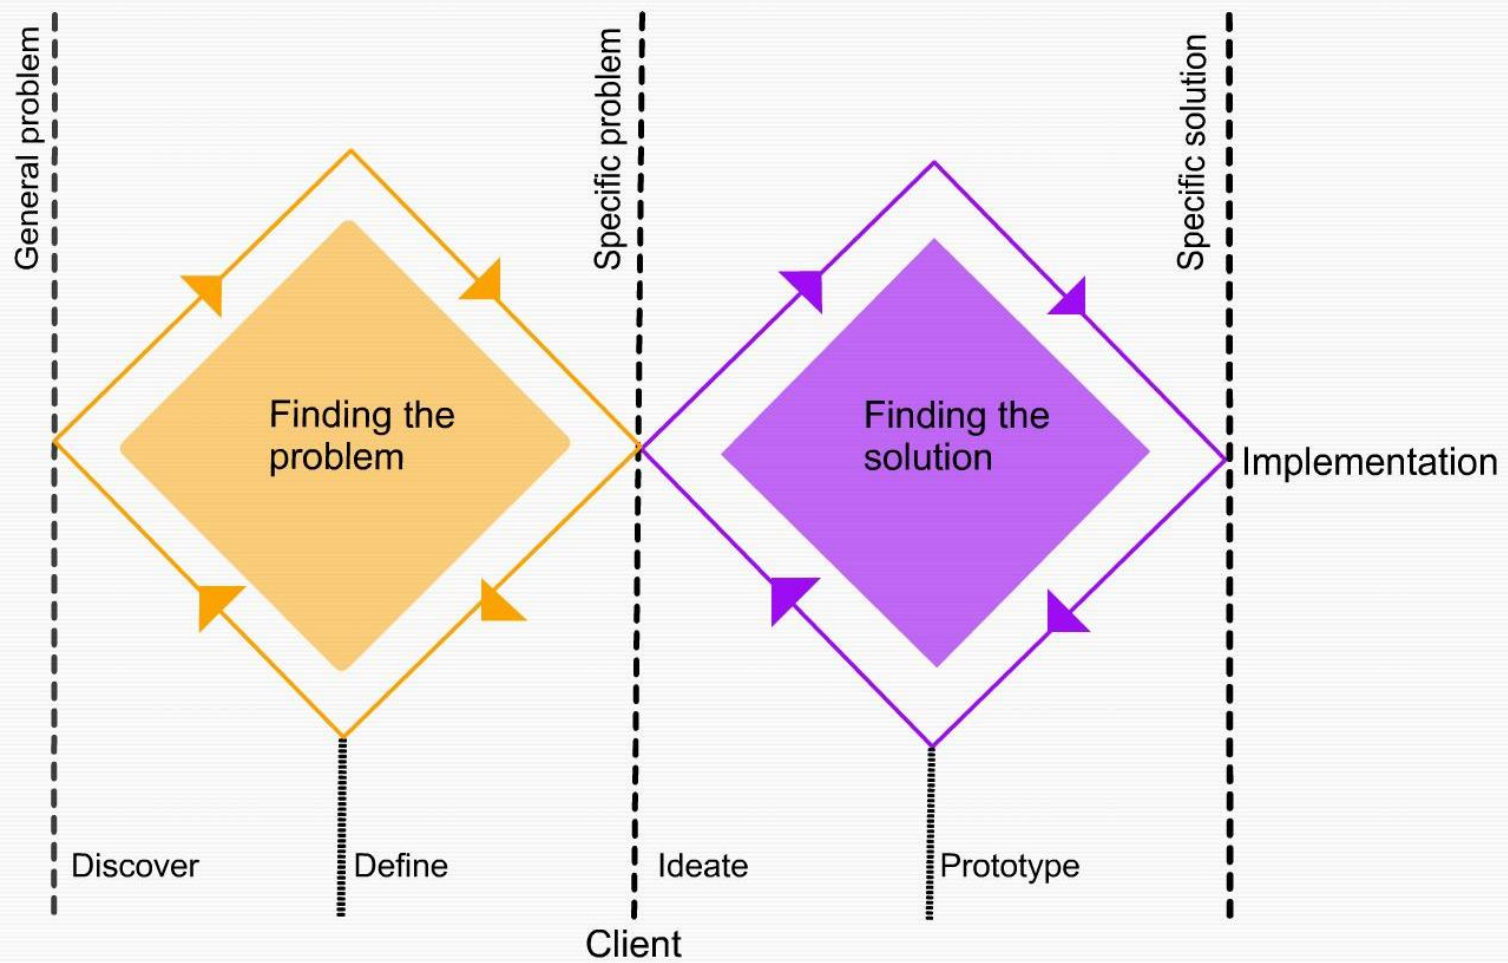 General problem
Specific problem
Specific solution
Finding the
problem
Finding the
solution
Implementation
Discover
Define
Ideate
Prototype
Client